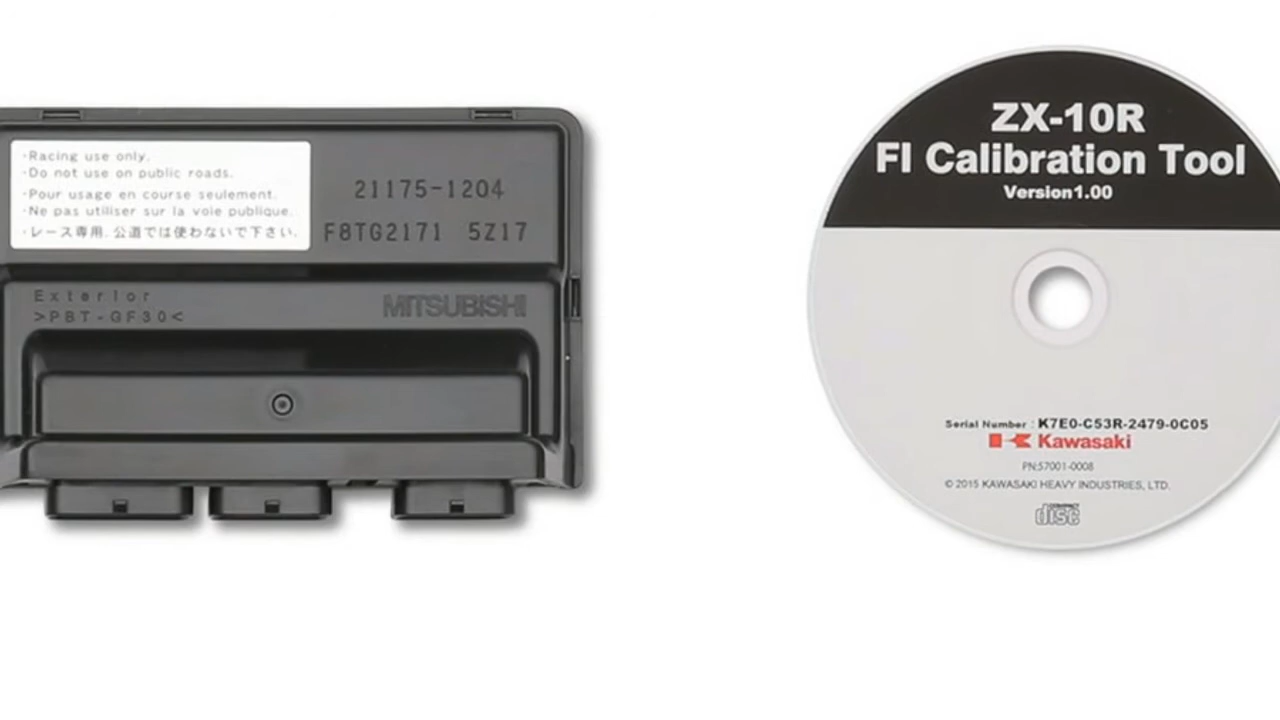 ·Racing use only.
·Do not use on public roads.
·Pour usage en course seulement.
·Ne pas utiliser sur la voie publique.
·レース専用.公道では使わないで下さい.
21175-1204
F8TG2171 5Z17
Exterior
>PBT-GF30<
MITSUBISHI
ZX-10R
FI Calibration Tool
Version1.00
Serial Number : K7E0-C53R-2479-0C05
Kawasaki
PN:57001-0008
© 2015 KAWASAKI HEAVY INDUSTRIES, LTD.
COMPACT
disc